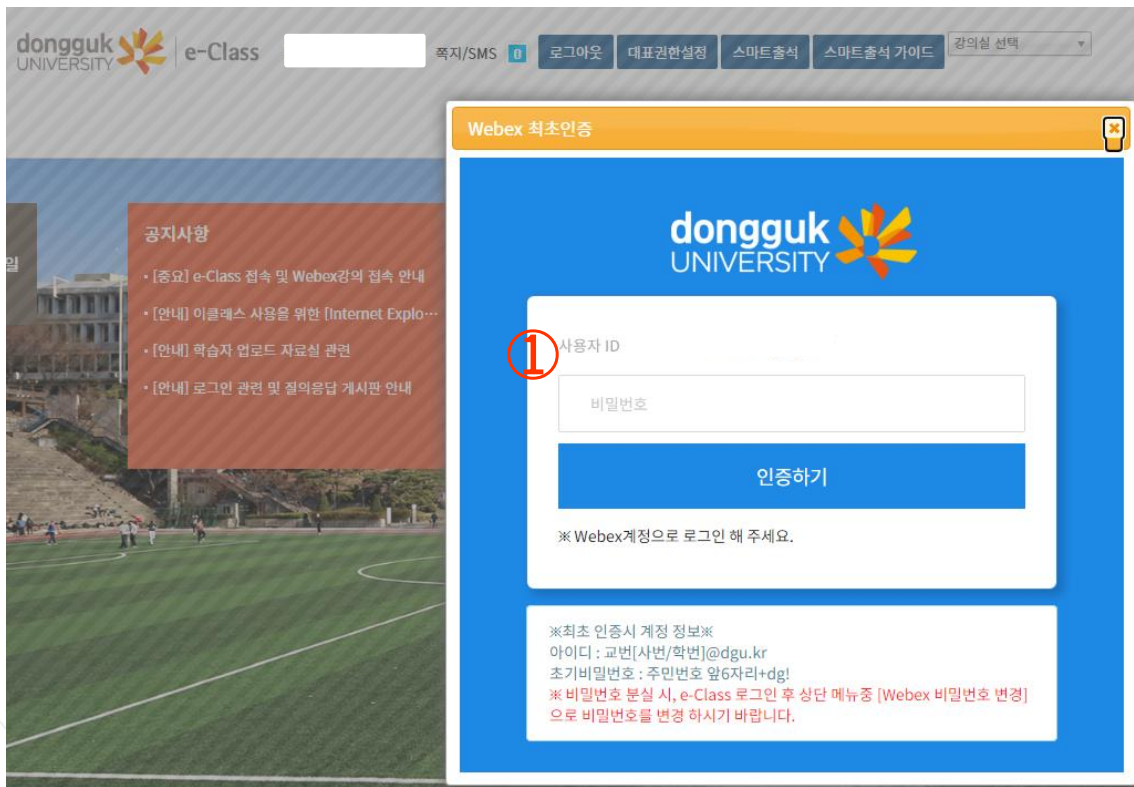 dongguk
UNIVERSITY
e-Class
쪽지/SMS 0 로그아웃 대표권한설정 스마트출석 스마트출석 가이드 강의실 선택
Webex 최초인증
일
공지사항
• [중요] e-Class 접속 및 Webex강의 접속 안내
• [안내] 이클래스 사용을 위한 [Internet Explo…
• [안내] 학습자 업로드 자료실 관련
• [안내] 로그인 관련 및 질의응답 게시판 안내
dongguk
UNIVERSITY
①
사용자 ID
비밀번호
인증하기
※ Webex계정으로 로그인 해 주세요.
※최초 인증시 계정 정보※
아이디 : 교번[사번/학번]@dgu.kr
초기비밀번호 : 주민번호 앞6자리+dg!
※ 비밀번호 분실 시, e-Class 로그인 후 상단 메뉴중 [Webex 비밀번호 변경]
으로 비밀번호를 변경 하시기 바랍니다.